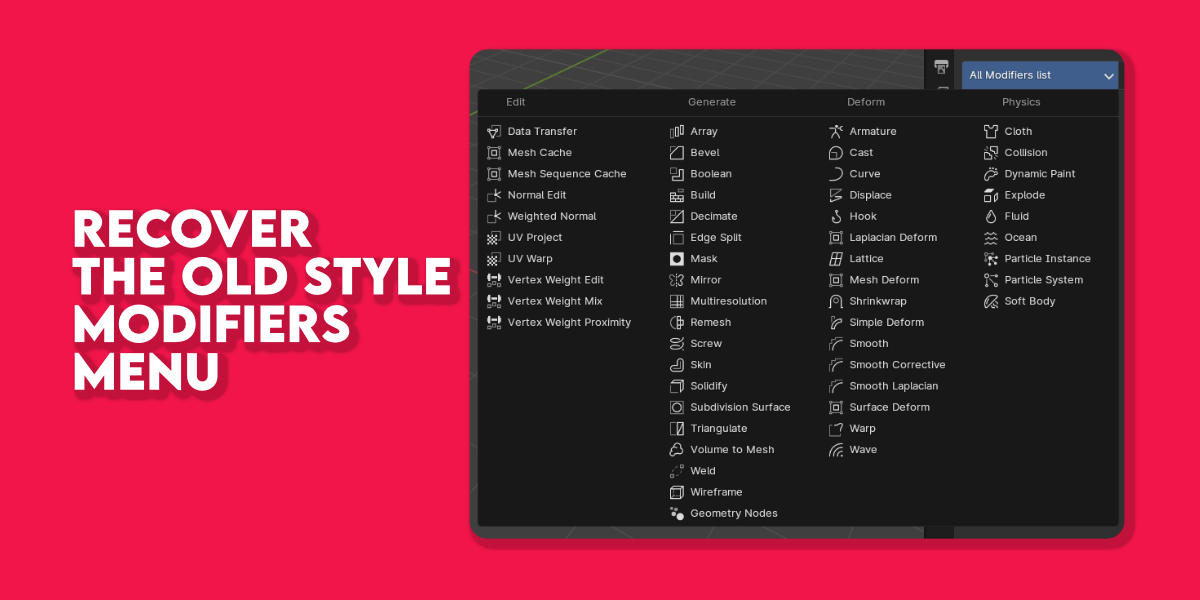 RECOVER
THE OLD STYLE
MODIFIERS
MENU
All Modifiers list
Edit
Data Transfer
Mesh Cache
Mesh Sequence Cache
Normal Edit
Weighted Normal
UV Project
UV Warp
Vertex Weight Edit
Vertex Weight Mix
Vertex Weight Proximity
Generate
Array
Bevel
Boolean
Build
Decimate
Edge Split
Mask
Mirror
Multiresolution
Remesh
Screw
Skin
Solidify
Subdivision Surface
Triangulate
Volume to Mesh
Weld
Wireframe
Geometry Nodes
Deform
Armature
Cast
Curve
Displace
Hook
Laplacian Deform
Lattice
Mesh Deform
Shrinkwrap
Simple Deform
Smooth
Smooth Corrective
Smooth Laplacian
Surface Deform
Warp
Wave
Physics
Cloth
Collision
Dynamic Paint
Explode
Fluid
Ocean
Particle Instance
Particle System
Soft Body